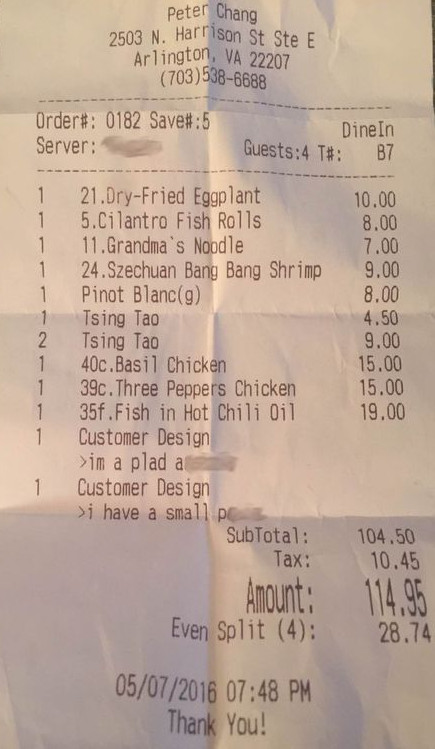 Peter Chang
2503 N. Harrison St Ste E
Arlington, VA 22207
(703)538-6688
Order#: 0182 Save#:5
DineIn
Server:
Guests:4 T#: B7
1 21.Dry-Fried Eggplant 10.00
1 5.Cilantro Fish Rolls 8.00
1 11.Grandma`s Noodle 7.00
1 24.Szechuan Bang Bang Shrimp 9.00
1 Pinot Blanc(g) 8.00
1 Tsing Tao 4.50
2 Tsing Tao 9.00
1 40c.Basil Chicken 15.00
1 39c.Three Peppers Chicken 15.00
1 35f.Fish in Hot Chili Oil 19.00
1 Customer Design
>im a plad
1 Customer Design
>i have a small
SubTotal: 104.50
Tax: 10.45
Amount: 114.95
Even Split (4): 28.74
05/07/2016 07:48 PM
Thank You!